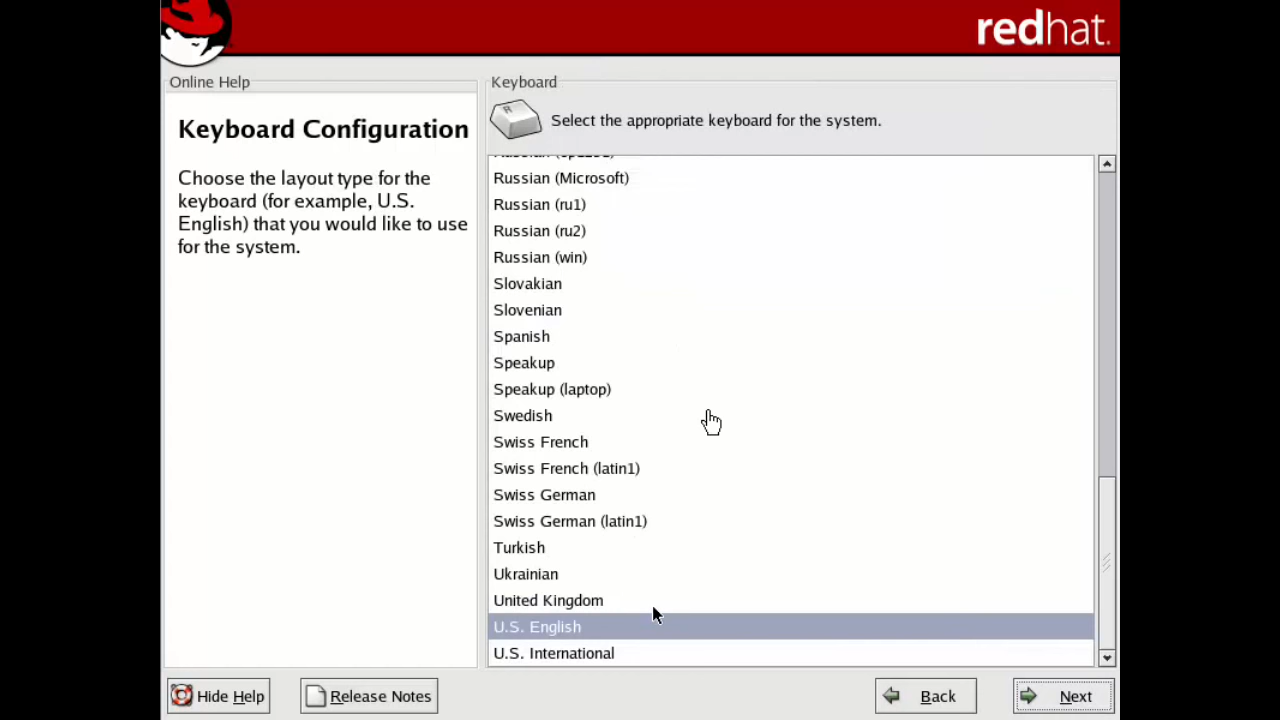 redhat.
Online Help
Keyboard Configuration
Choose the layout type for the
keyboard (for example, U.S.
English) that you would like to use
for the system.
Keyboard
R
Select the appropriate keyboard for the system.
Russian (Microsoft)
Russian (ru1)
Russian (ru2)
Russian (win)
Slovakian
Slovenian
Spanish
Speakup
Speakup (laptop)
Swedish
Swiss French
Swiss French (latin1)
Swiss German
Swiss German (latin1)
Turkish
Ukrainian
United Kingdom
U.S. English
U.S. International
Hide Help
Release Notes
Back
Next